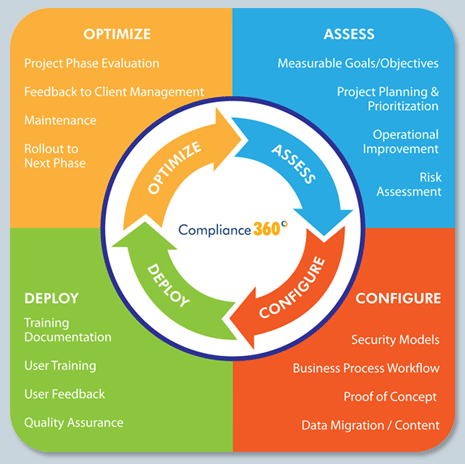 OPTIMIZE
Project Phase Evaluation
Feedback to Client Management
Maintenance
Rollout to
Next Phase
ASSESS
Measurable Goals/Objectives
Project Planning &
Prioritization
Operational
Improvement
Risk
Assessment
OPTIMIZE
ASSESS
Compliance 360°
DEPLOY
CONFIGURE
DEPLOY
Training
Documentation
User Training
User Feedback
Quality Assurance
CONFIGURE
Security Models
Business Process Workflow
Proof of Concept
Data Migration / Content